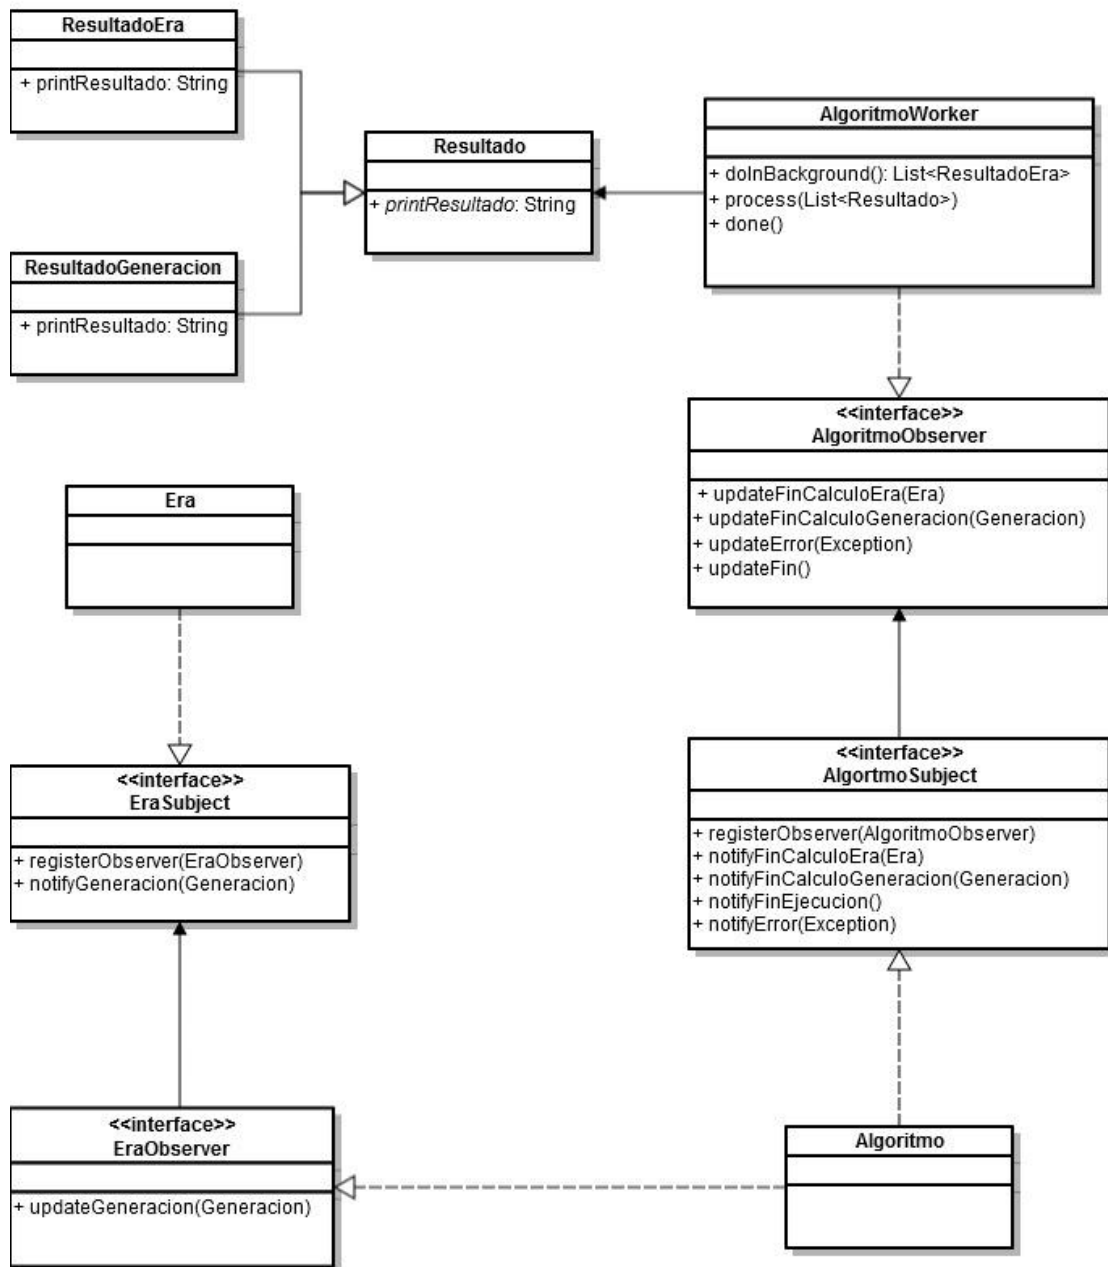 ResultadoEra
+ printResultado: String
Resultado
+ printResultado: String
AlgoritmoWorker
+ doInBackground(): List<ResultadoEra>
+ process(List<Resultado>)
+ done()
ResultadoGeneracion
+ printResultado: String
<<interface>>
AlgoritmoObserver
+ updateFinCalculoEra(Era)
+ updateFinCalculoGeneracion(Generacion)
+ updateError(Exception)
+ updateFin()
Era
<<interface>>
EraSubject
+ registerObserver(EraObserver)
+ notifyGeneracion(Generacion)
<<interface>>
AlgortmoSubject
+ registerObserver(AlgoritmoObserver)
+ notifyFinCalculoEra(Era)
+ notifyFinCalculoGeneracion(Generacion)
+ notifyFinEjecucion()
+ notifyError(Exception)
<<interface>>
EraObserver
+ updateGeneracion(Generacion)
Algoritmo